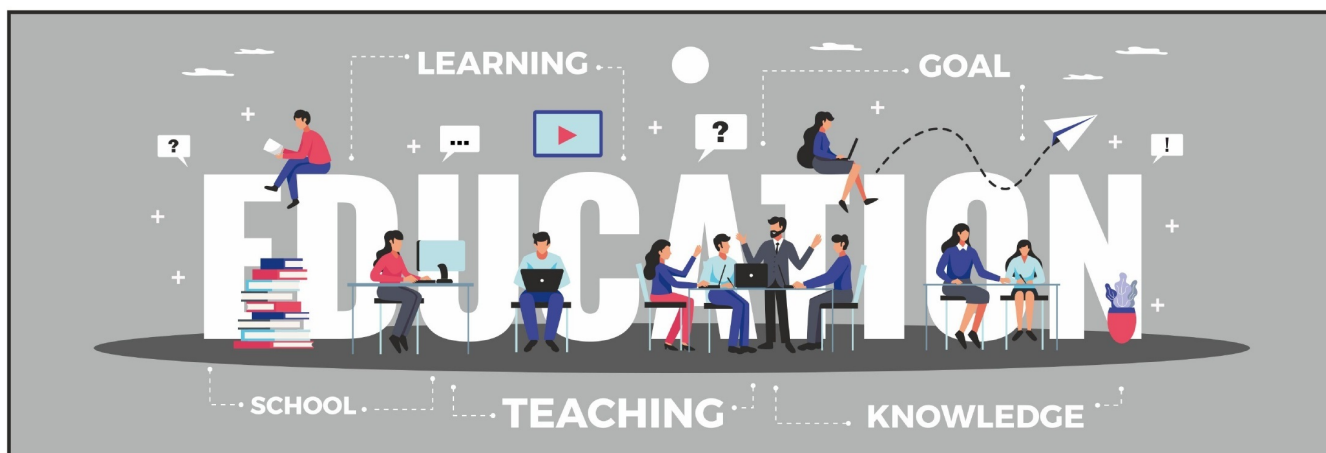 LEARNING
GOAL
?
...
?
!
EDUCATION
SCHOOL
TEACHING
KNOWLEDGE